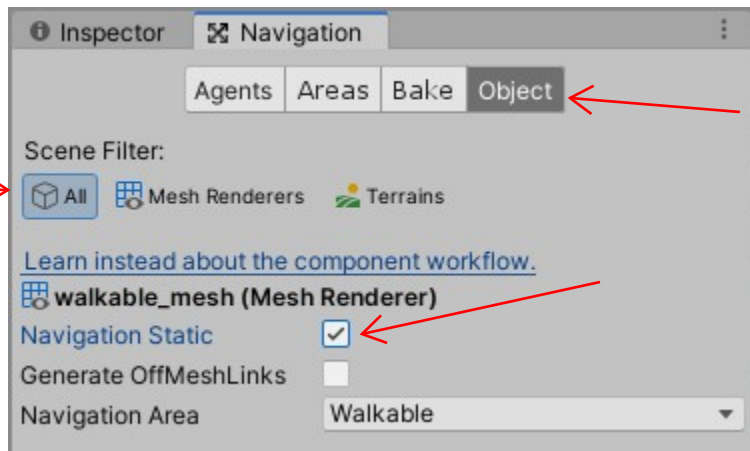 Inspector Navigation
Agents Areas Bake Object
Scene Filter:
All Mesh Renderers Terrains
Learn instead about the component workflow.
walkable_mesh (Mesh Renderer)
Navigation Static
Generate OffMeshLinks
Navigation Area Walkable